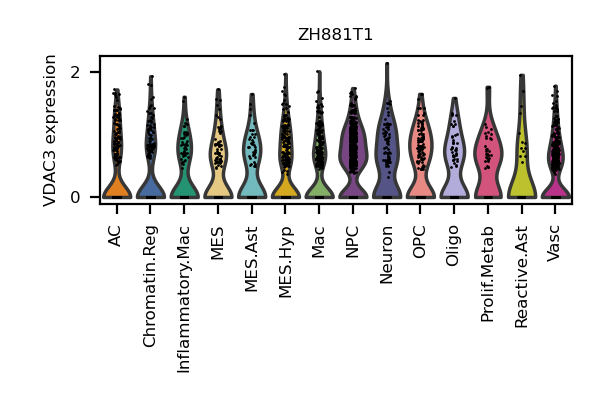 ZH881T1
VDAC3 expression
2
0
AC
Chromatin.Reg
Inflammatory.Mac
MES
MES.Ast
MES.Hyp
Mac
NPC
Neuron
OPC
Oligo
Prolif.Metab
Reactive.Ast
Vasc